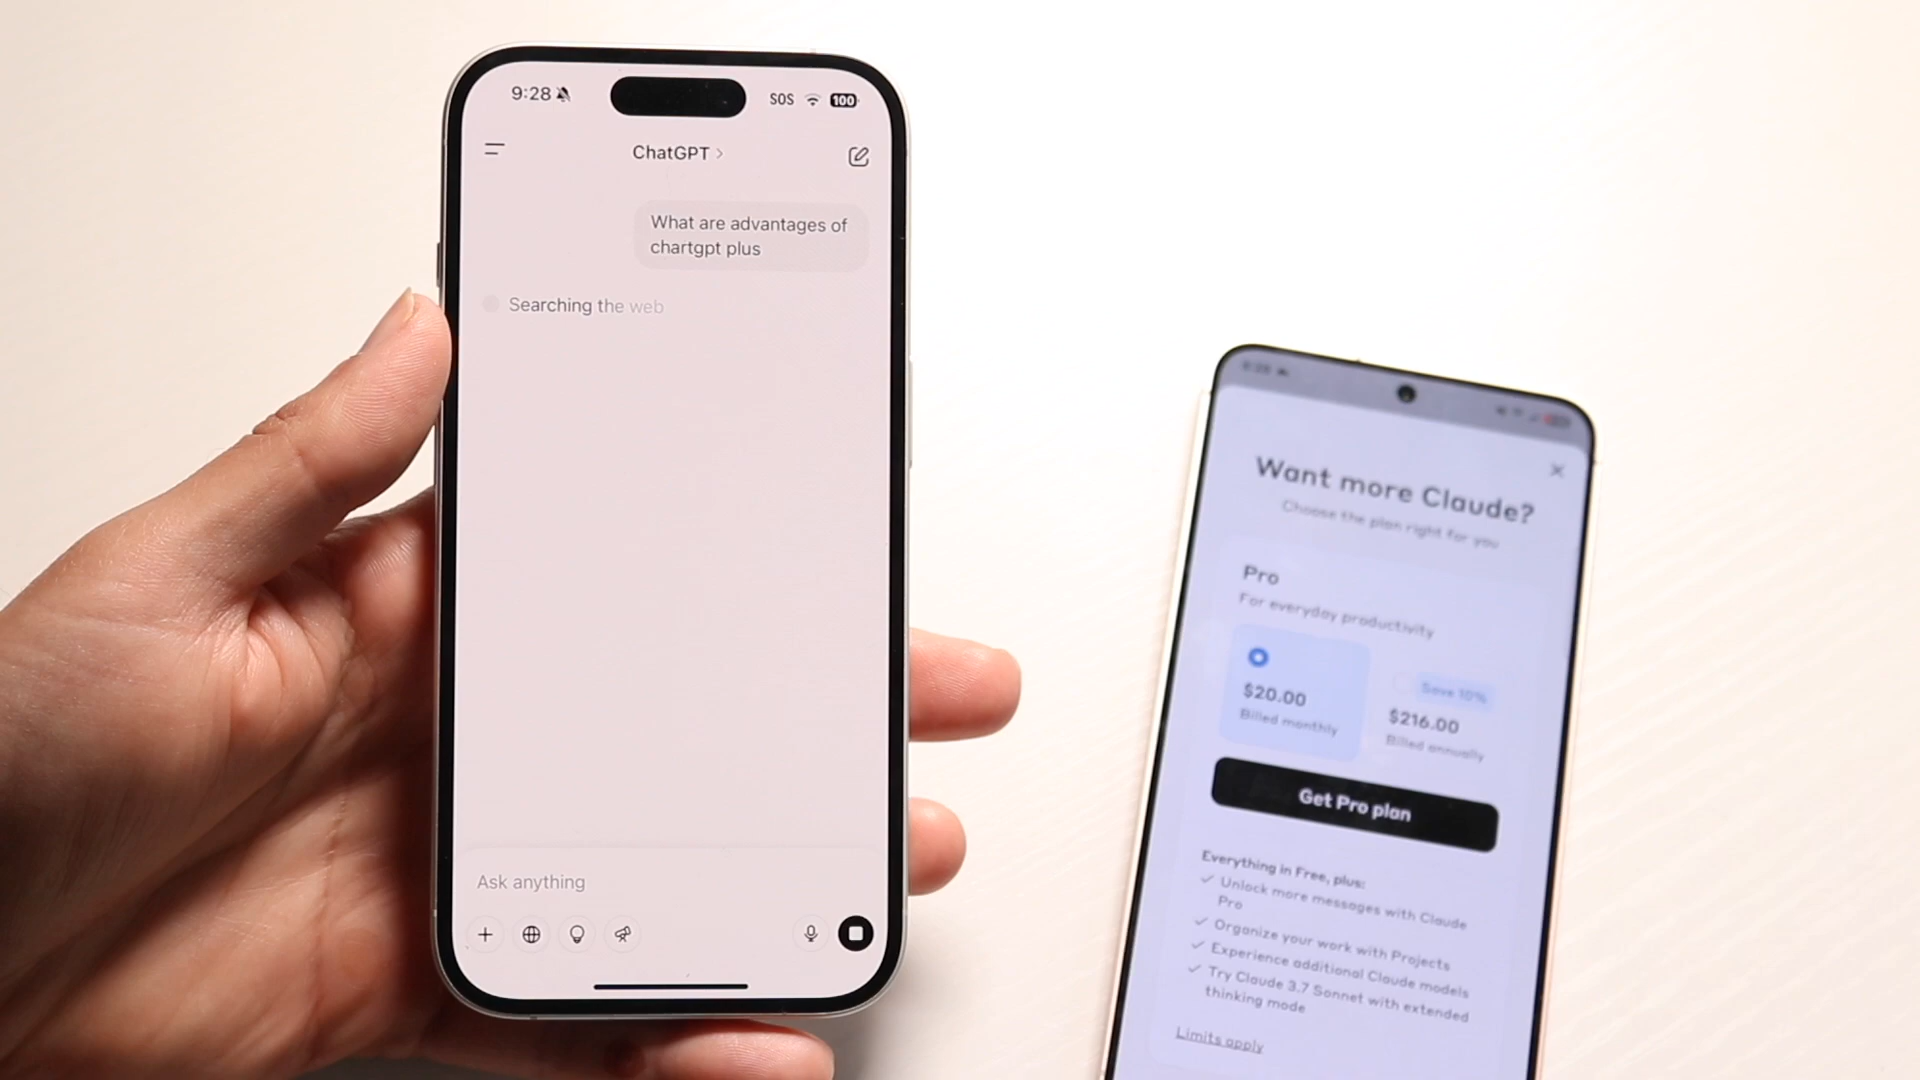 9:28
SOS
100
ChatGPT >
What are advantages of
chartgpt plus
Searching the web
Ask anything
9:28
Want more Claude?
Choose the plan right for you
Pro
For everyday productivity
$20.00
Billed monthly
Save 10%
$216.00
Billed annually
Get Pro plan
Everything in Free, plus:
Unlock more messages with Claude
Pro
Organize your work with Projects
Experience additional Claude models
Try Claude 3.7 Sonnet with extended
thinking mode
Limits apply